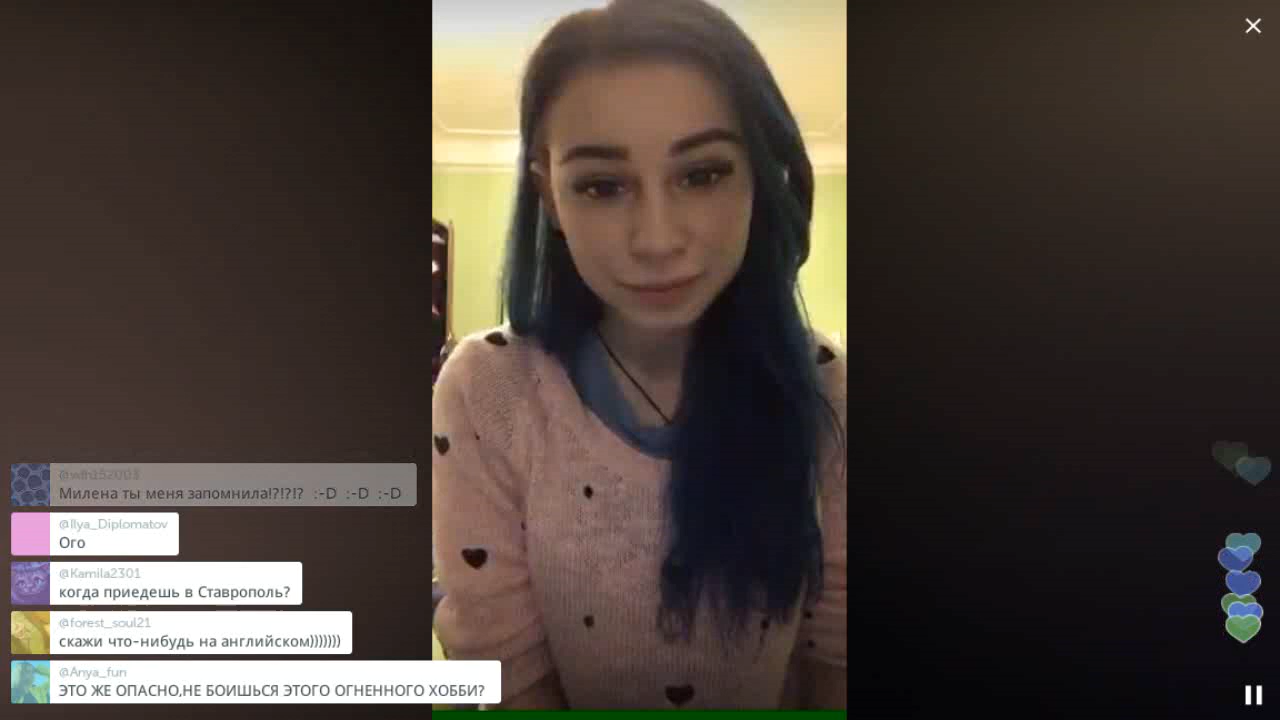 @wlh152003
Милена ты меня запомнила!?!?!? :-D :-D :-D
@Ilya_Diplomatov
Ого
@Kamila2301
когда приедешь в Ставрополь?
@forest_soul21
скажи что-нибудь на английском)))))))
@Anya_fun
ЭТО ЖЕ ОПАСНО,НЕ БОИШЬСЯ ЭТОГО ОГНЕННОГО ХОББИ?